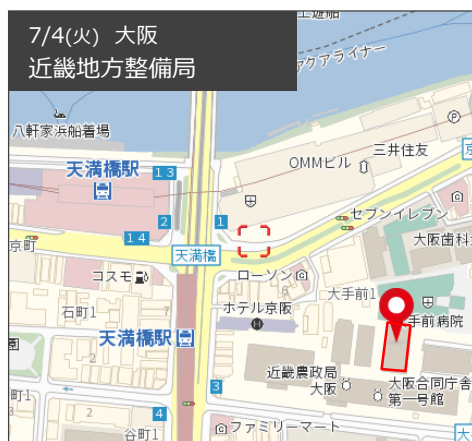 7/4(火) 大阪
近畿地方整備局
アクアライナー
八軒家浜船着場
三井住友
OMMビル
天満橋駅
13
2
1
セブンイレブン
京町
14
天満橋
大阪歯科
コスモ
ローソン
大手前1
石町1
ホテル京阪
手前病院
天満橋駅
園
近畿農政局
大阪
大阪合同庁舎
第一号館
3
町1
2
4
谷町1
ファミリーマート
大